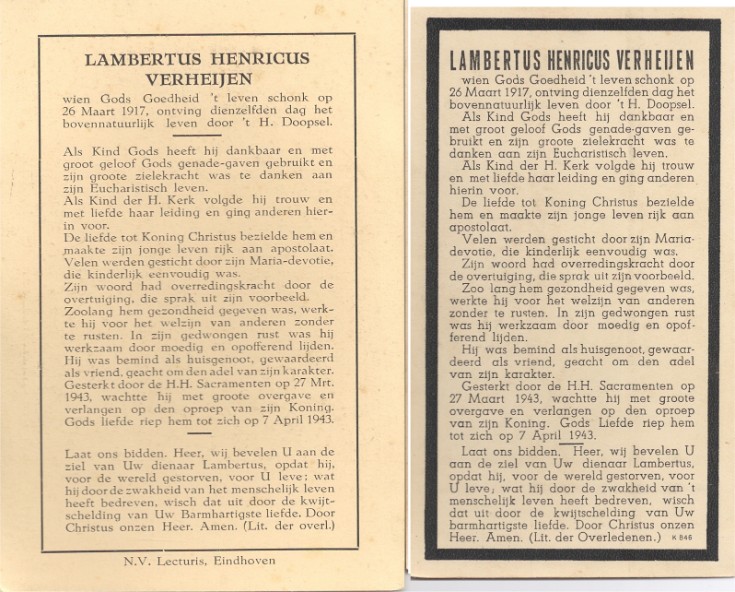 LAMBERTUS HENRICUS
VERHEIJEN
wien Gods Goedheid 't leven schonk op
26 Maart 1917, ontving dienzelfden dag het
bovennatuurlijk leven door 't H. Doopsel.
Als Kind Gods heeft hij dankbaar en met
groot geloof Gods genade-gaven gebruikt en
zijn groote zielekracht was te danken aan
zijn Eucharistisch leven.
Als Kind der H. Kerk volgde hij trouw en
met liefde haar leiding en ging anderen hier-
in voor.
De liefde tot Koning Christus bezielde hem en
maakte zijn jonge leven rijk aan apostolaat.
Velen werden gesticht door zijn Maria-devotie,
die kinderlijk eenvoudig was.
Zijn woord had overredingskracht door de
overtuiging, die sprak uit zijn voorbeeld.
Zoolang hem gezondheid gegeven was, werk-
te hij voor het welzijn van anderen zonder
te rusten. In zijn gedwongen rust was hij
werkzaam door moedig en opofferend lijden.
Hij was bemind als huisgenoot, gewaardeerd
als vriend, geacht om den adel van zijn karakter.
Gesterkt door de H.H. Sacramenten op 27 Mrt.
1943, wachtte hij met groote overgave en
verlangen op den oproep van zijn Koning.
Gods liefde riep hem tot zich op 7 April 1943.
Laat ons bidden. Heer, wij bevelen U aan de
ziel van Uw dienaar Lambertus, opdat hij,
voor de wereld gestorven, voor U leve: wat
hij door de zwakheid van het menschelijk leven
heeft bedreven, wisch dat uit door de kwijt-
schelding van Uw Barmhartigste liefde. Door
Christus onzen Heer. Amen. (Lit. der overl.)
N.V. Lecturis, Eindhoven
LAMBERTUS HENRICUS VERHEIJEN
wien Gods Goedheid 't leven schonk op
26 Maart 1917, ontving dienzelfden dag het
bovennatuurlijk leven door 't H. Doopsel.
Als Kind Gods heeft hij dankbaar en
met groot geloof Gods genade-gaven ge-
bruikt en zijn groote zielekracht was te
danken aan zijn Eucharistisch leven.
Als Kind der H. Kerk volgde hij trouw
en met liefde haar leiding en ging anderen
hierin voor.
De liefde tot Koning Christus bezielde
hem en maakte zijn jonge leven rijk aan
apostolaat.
Velen werden gesticht door zijn Maria-
devotie, die kinderlijk eenvoudig was.
Zijn woord had overredingskracht door
de overtuiging, die sprak uit zijn voorbeeld.
Zoo lang hem gezondheid gegeven was,
werkte hij voor het welzijn van anderen
zonder te rusten. In zijn gedwongen rust
was hij werkzaam door moedig en opof-
ferend lijden.
Hij was bemind als huisgenoot, gewaar-
deerd als vriend, geacht om den adel
van zijn karakter.
Gesterkt door de H.H. Sacramenten op
27 Maart 1943, wachtte hij met groote
overgave en verlangen op den oproep
van zijn Koning. Gods Liefde riep hem
tot zich op 7 April 1943.
Laat ons bidden. Heer, wij bevelen U
aan de ziel van Uw dienaar Lambertus,
opdat hij, voor de wereld gestorven, voor
U leve; wat hij door de zwakheid van 't
menschelijk leven heeft bedreven, wisch
dat uit door de kwijtschelding van Uw
barmhartigste liefde. Door Christus onzen
Heer. Amen. (Lit. der Overledenen.) K 846